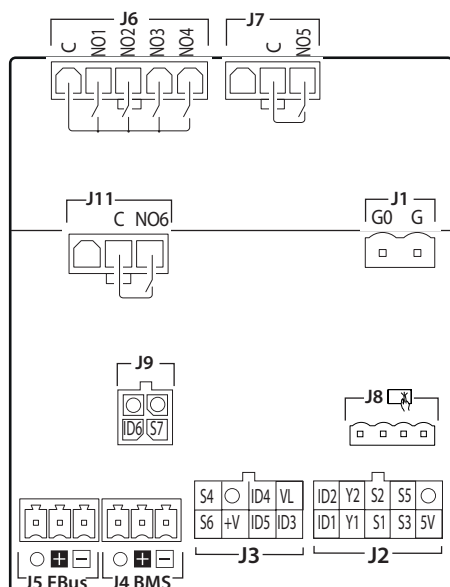 J6
J7
C
NO1
NO2
NO3
NO4
C
NO5
J11
C NO6
J1
G0 G
J9
ID6 S7
J8
S4 ID4 VL
S6 +V ID5 ID3
J3
ID2 Y2 S2 S5
ID1 Y1 S1 S3 5V
J2
+ −
+ −
J5 FBus
J4 BMS